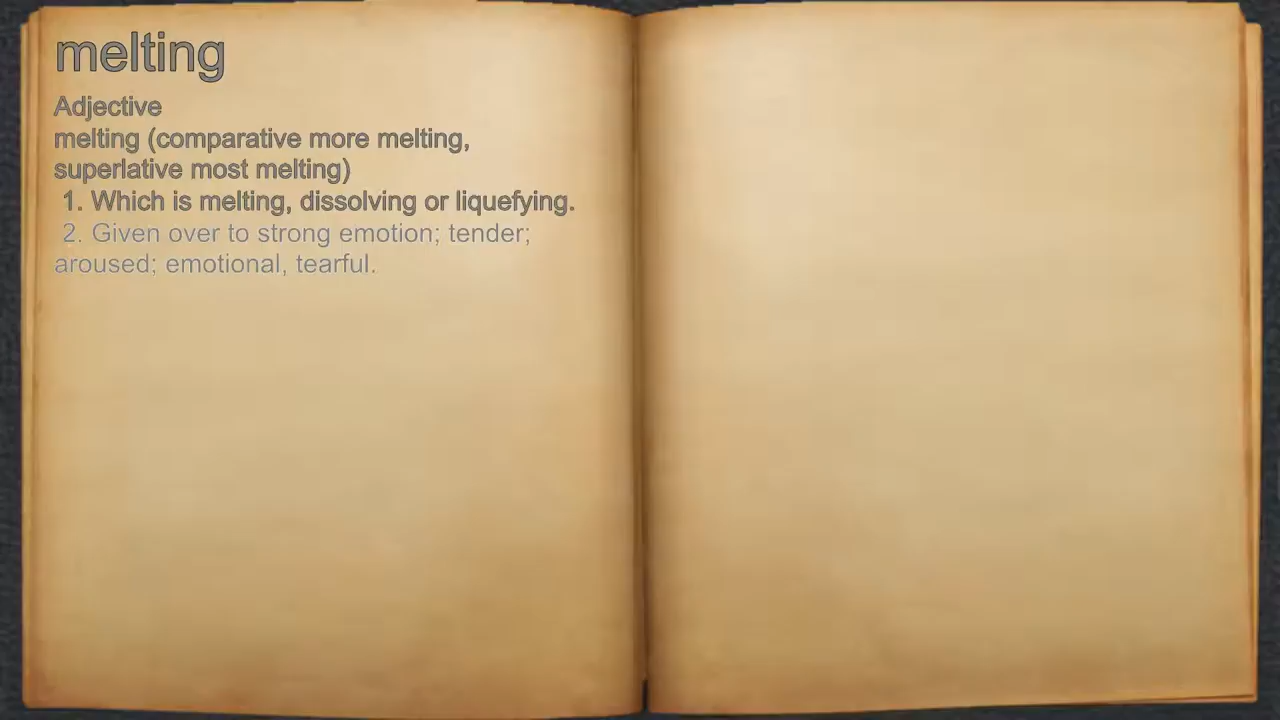 melting
Adjective
melting (comparative more melting,
superlative most melting)
1. Which is melting, dissolving or liquefying.
2. Given over to strong emotion; tender;
aroused; emotional, tearful.